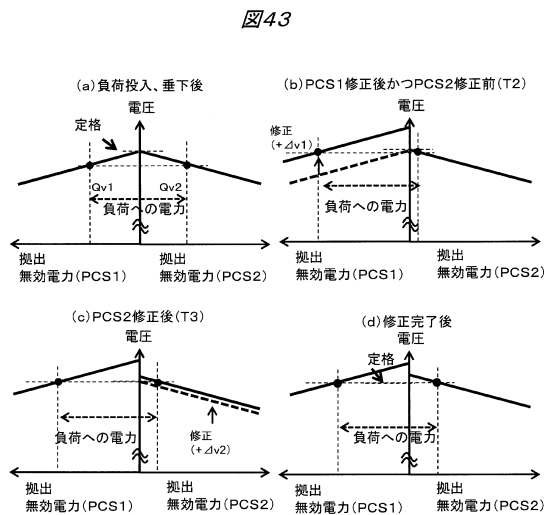 図43
(a)負荷投入、垂下後
電圧
定格
Qv1
Qv2
負荷への電力
拠出
無効電力(PCS1)
拠出
無効電力(PCS2)
(b)PCS1修正後かつPCS2修正前(T2)
電圧
修正
(+⊿v1)
負荷への電力
拠出
無効電力(PCS1)
拠出
無効電力(PCS2)
(c)PCS2修正後(T3)
電圧
負荷への電力
修正
(+⊿v2)
拠出
無効電力(PCS1)
拠出
無効電力(PCS2)
(d)修正完了後
電圧
定格
負荷への電力
拠出
無効電力(PCS1)
拠出
無効電力(PCS2)